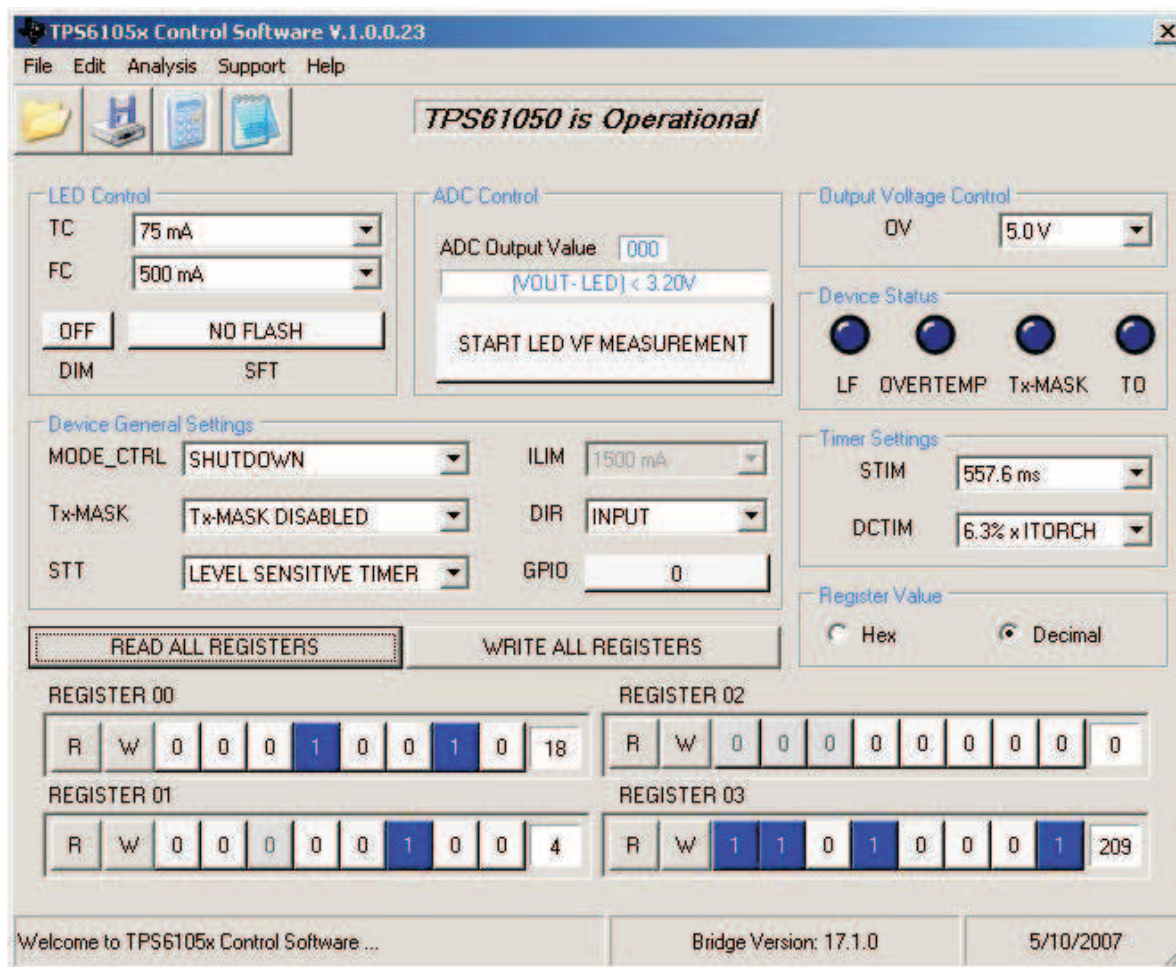 TPS6105x Control Software V.1.0.0.23
File Edit Analysis Support Help
TPS61050 is Operational
LED Control
TC 75 mA
FC 500 mA
OFF NO FLASH
DIM SFT
ADC Control
ADC Output Value 000
(VOUT-LED) < 3.20V
START LED VF MEASUREMENT
Output Voltage Control
OV 5.0 V
Device Status
LF OVERTEMP Tx-MASK TO
Device General Settings
MODE_CTRL SHUTDOWN ILIM 1500 mA
Tx-MASK Tx-MASK DISABLED DIR INPUT
STT LEVEL SENSITIVE TIMER GPIO 0
Timer Settings
STIM 557.6 ms
DCTIM 6.3% x ITORCH
Register Value
Hex Decimal
READ ALL REGISTERS WRITE ALL REGISTERS
REGISTER 00
R W 0 0 0 1 0 0 1 0 18
REGISTER 02
R W 0 0 0 0 0 0 0 0 0
REGISTER 01
R W 0 0 0 0 0 1 0 0 4
REGISTER 03
R W 1 1 0 1 0 0 0 1 209
Welcome to TPS6105x Control Software ... Bridge Version: 17.1.0 5/10/2007